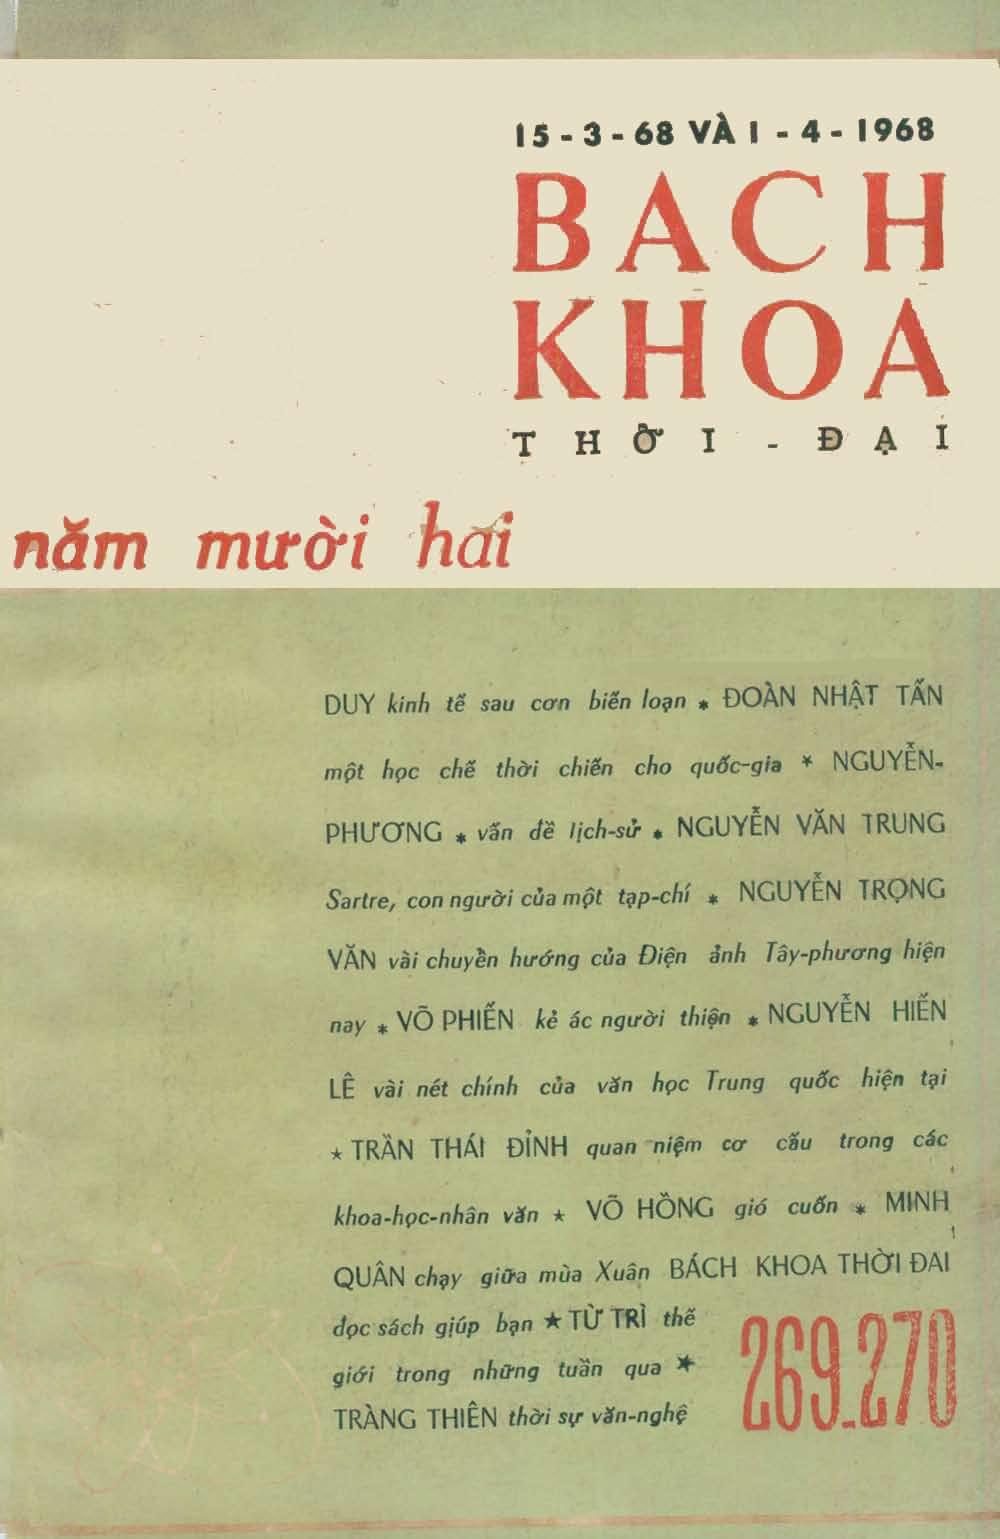 15 - 3 - 68 VÀ 1 - 4 - 1968
BACH
KHOA
THỜI - ĐẠI
năm mười hai
DUY kinh tế sau cơn biến loạn * ĐOÀN NHẬT TẤN
một học chế thời chiến cho quốc-gia * NGUYỄN-
PHƯƠNG * vấn đề lịch-sử * NGUYỄN VĂN TRUNG
Sartre, con người của một tạp-chí * NGUYỄN TRỌNG
VĂN vài chuyển hướng của Điện ảnh Tây-phương hiện
nay * VÕ PHIẾN kẻ ác người thiện * NGUYỄN HIẾN
LÊ vài nét chính của văn học Trung quốc hiện tại
* TRẦN THÁI ĐỈNH quan niệm cơ cấu trong các
khoa-học-nhân văn * VÕ HỒNG gió cuốn * MINH
QUÂN chạy giữa mùa Xuân BÁCH KHOA THỜI ĐAI
đọc sách giúp bạn * TỪ TRÌ thế
giới trong những tuần qua *
TRÀNG THIÊN thời sự văn-nghệ
269-270